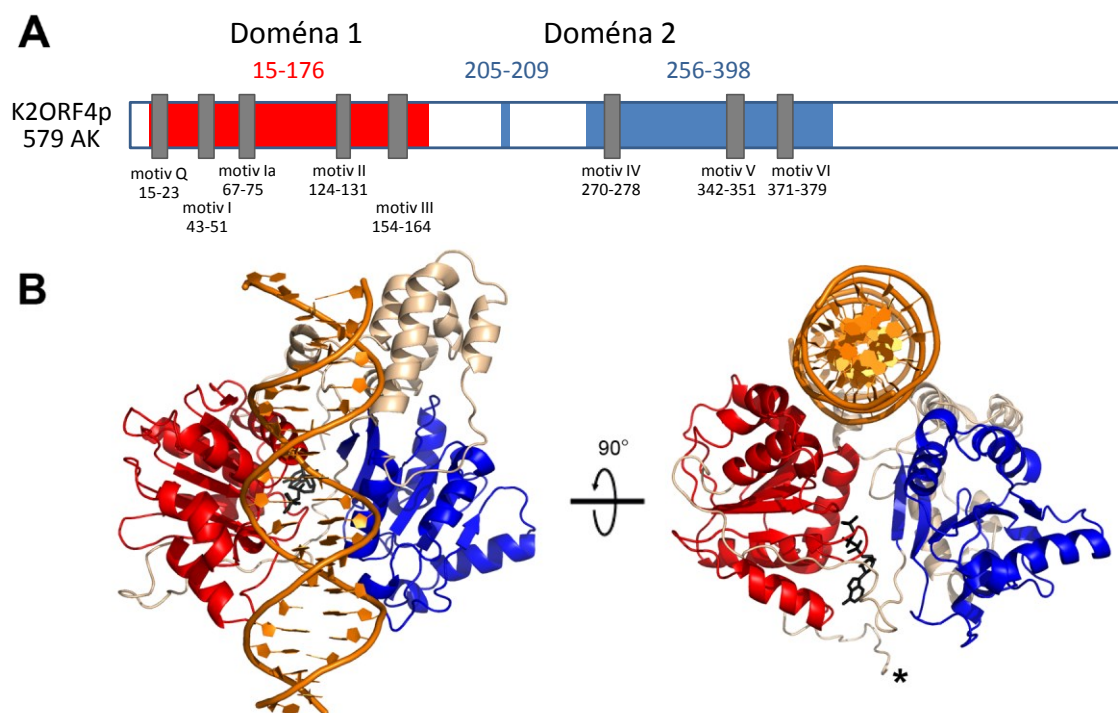 A
Doména 1
Doména 2
15-176
205-209
256-398
K2ORF4p
579 AK
motiv Q
15-23
motiv I
43-51
motiv Ia
67-75
motiv II
124-131
motiv III
154-164
motiv IV
270-278
motiv V
342-351
motiv VI
371-379
B
90°
*